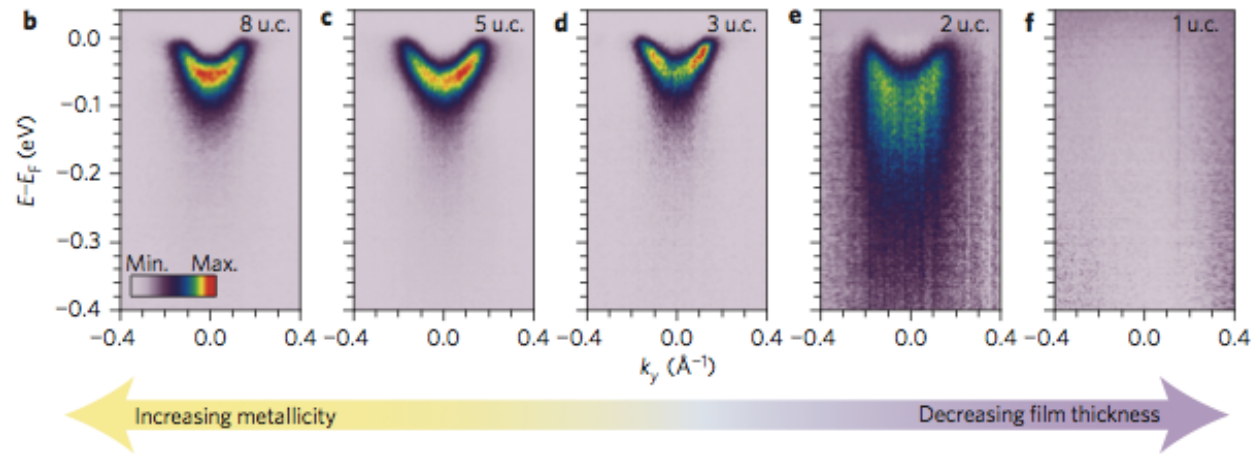 b 8 u.c. c 5 u.c. d 3 u.c. e 2 u.c. f 1 u.c.
0.0
−0.1
−0.2
−0.3
−0.4
E−E_F (eV)
Min. Max.
−0.4 0.0 0.4 −0.4 0.0 0.4 −0.4 0.0 0.4 −0.4 0.0 0.4 −0.4 0.0 0.4
k_y (Å⁻¹)
Increasing metallicity Decreasing film thickness